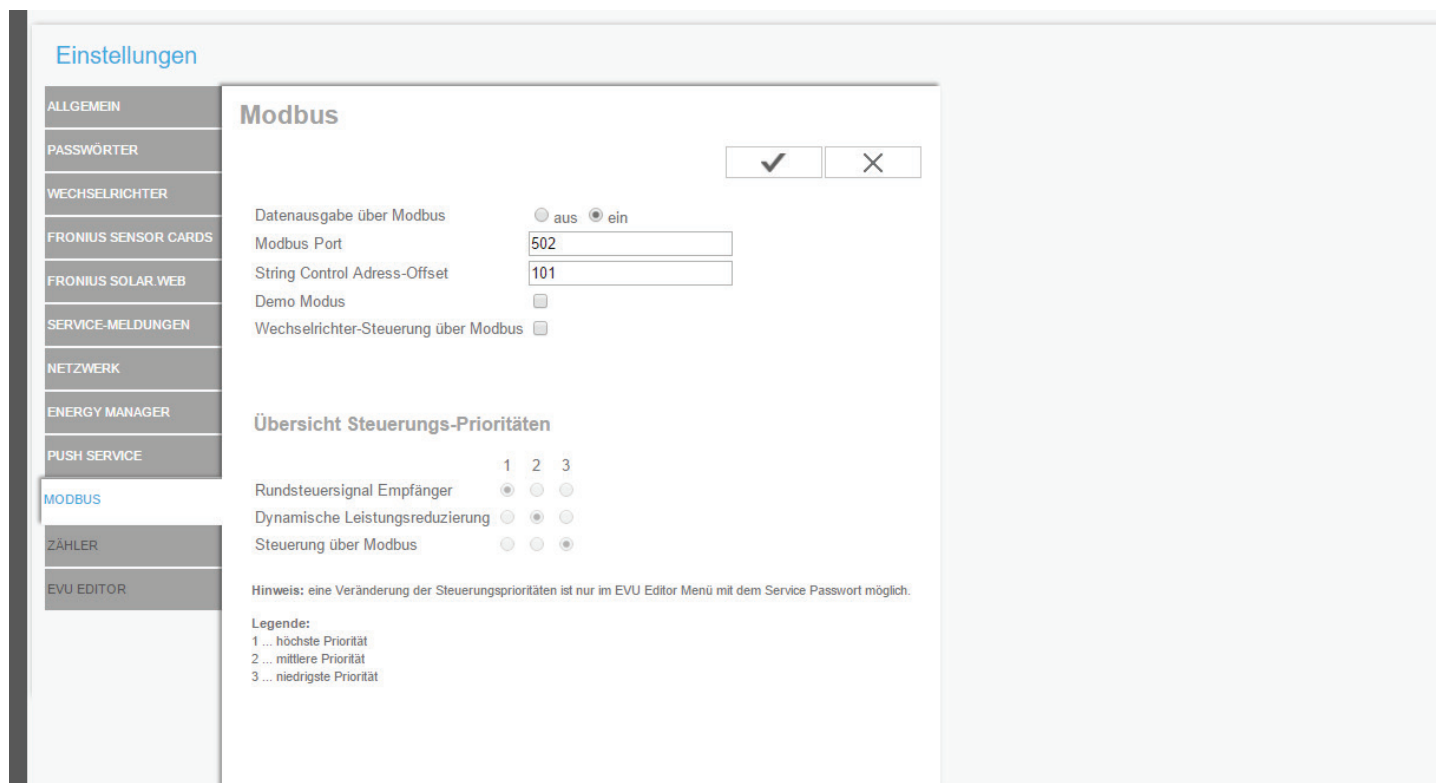 Einstellungen
ALLGEMEIN
PASSWÖRTER
WECHSELRICHTER
FRONIUS SENSOR CARDS
FRONIUS SOLAR.WEB
SERVICE-MELDUNGEN
NETZWERK
ENERGY MANAGER
PUSH SERVICE
MODBUS
ZÄHLER
EVU EDITOR
Modbus
Datenausgabe über Modbus aus ein
Modbus Port 502
String Control Adress-Offset 101
Demo Modus
Wechselrichter-Steuerung über Modbus
Übersicht Steuerungs-Prioritäten
1 2 3
Rundsteuersignal Empfänger
Dynamische Leistungsreduzierung
Steuerung über Modbus
Hinweis: eine Veränderung der Steuerungsprioritäten ist nur im EVU Editor Menü mit dem Service Passwort möglich.
Legende:
1 ... höchste Priorität
2 ... mittlere Priorität
3 ... niedrigste Priorität